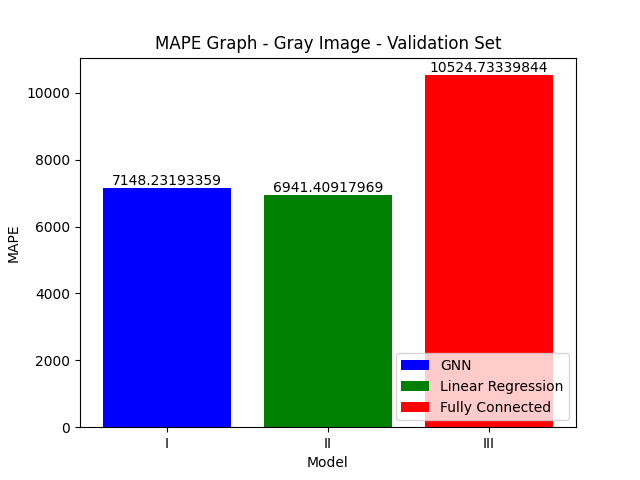 MAPE Graph - Gray Image - Validation Set
10524.73339844
7148.23193359
6941.40917969
10000
8000
6000
4000
2000
0
MAPE
GNN
Linear Regression
Fully Connected
I
II
III
Model